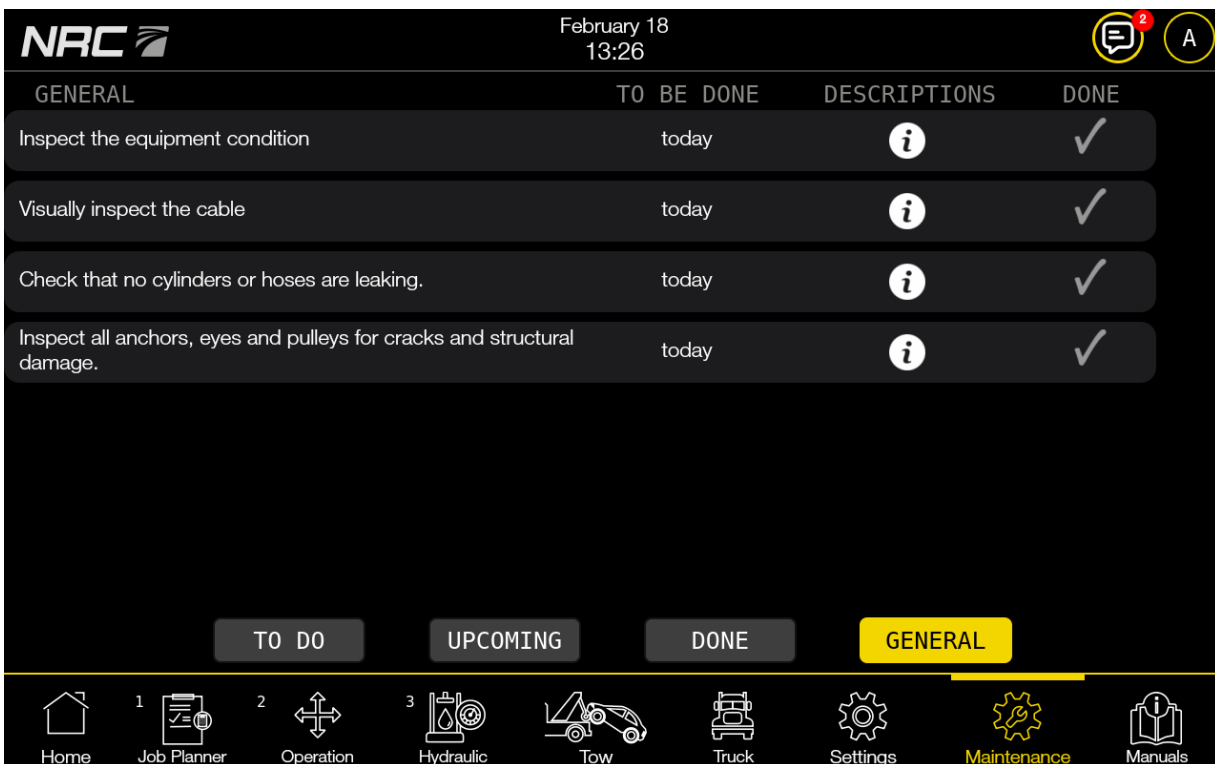 NRC
February 18
13:26
2
A
GENERAL TO BE DONE DESCRIPTIONS DONE
Inspect the equipment condition today i
Visually inspect the cable today i
Check that no cylinders or hoses are leaking. today i
Inspect all anchors, eyes and pulleys for cracks and structural
damage. today i
TO DO UPCOMING DONE GENERAL
1 2 3
Home Job Planner Operation Hydraulic Tow Truck Settings Maintenance Manuals